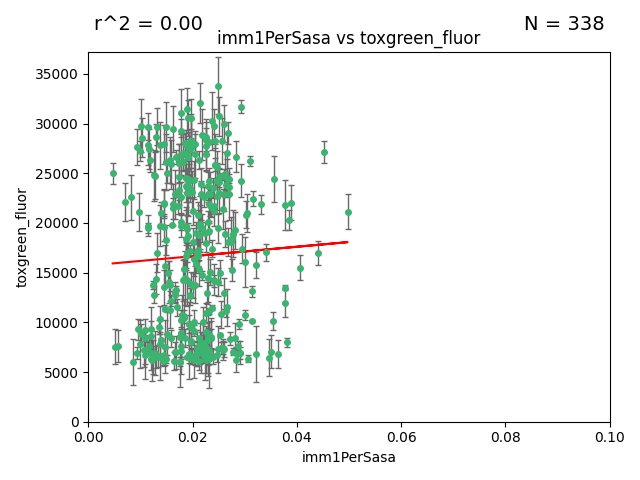 r^2 = 0.00
N = 338
imm1PerSasa vs toxgreen_fluor
toxgreen_fluor
35000
30000
25000
20000
15000
10000
5000
0
0.00
0.02
0.04
0.06
0.08
0.10
imm1PerSasa